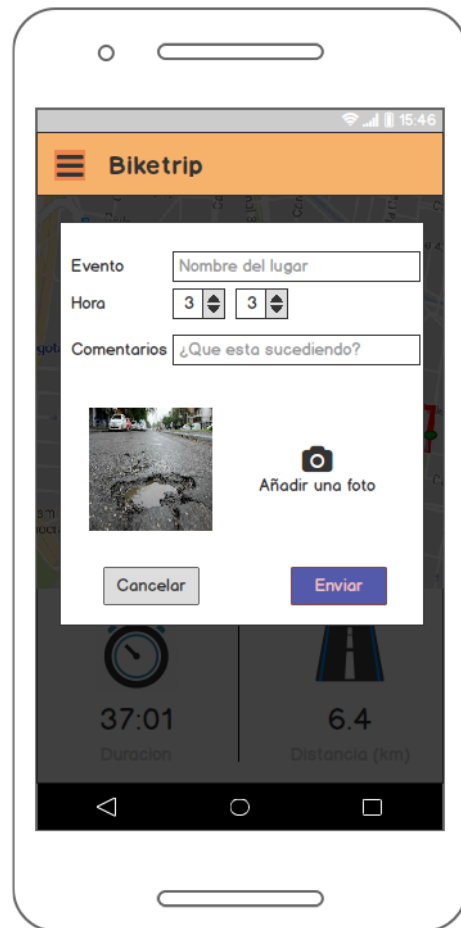 15:46
Biketrip
Evento Nombre del lugar
Hora 3 3
Comentarios ¿Que esta sucediendo?
Añadir una foto
Cancelar Enviar
37:01 6.4
Duracion Distancia (km)